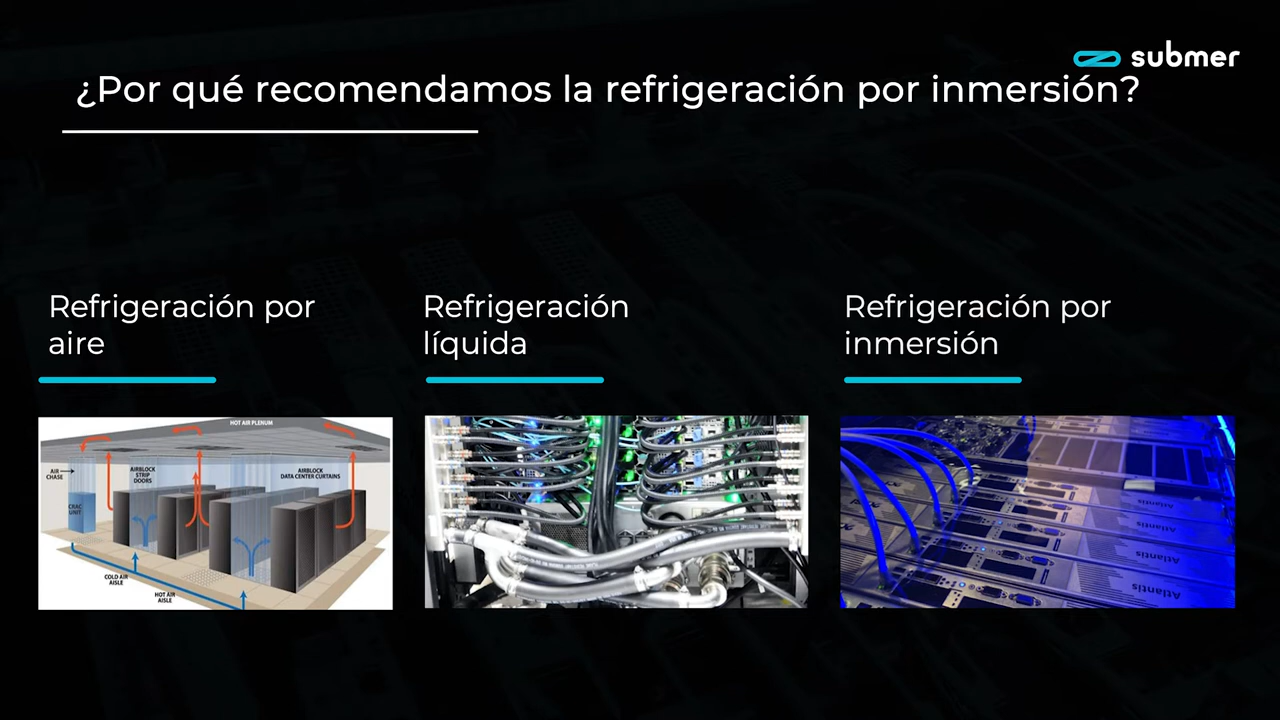 submer
¿Por qué recomendamos la refrigeración por inmersión?
Refrigeración por
aire
Refrigeración
líquida
Refrigeración por
inmersión
HOT AIR PLENUM
AIR
CHASE
AIRBLOCK
STRIP
DOORS
AIRBLOCK
DATA CENTER CURTAINS
CRAC
UNIT
COLD AIR
AISLE
HOT AIR
AISLE
Atlantis
Atlantis
Atlantis
Atlantis